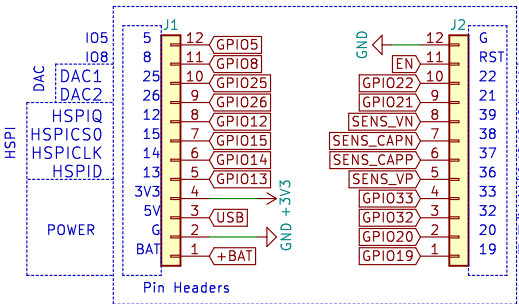 J1 J2
IO5 5 12 GPIO5 GND 12 G
IO8 8 11 GPIO8 EN 11 RST
DAC DAC1 25 10 GPIO25 GPIO22 10 22
DAC2 26 9 GPIO26 GPIO21 9 21
HSPI HSPIQ 12 8 GPIO12 SENS_VN 8 39
HSPICS0 15 7 GPIO15 SENS_CAPN 7 38
HSPICLK 14 6 GPIO14 SENS_CAPP 6 37
HSPID 13 5 GPIO13 SENS_VP 5 36
3V3 4 +3V3 GPIO33 4 33
5V 3 USB GPIO32 3 32
POWER G 2 GND GPIO20 2 20
BAT 1 +BAT GPIO19 1 19
Pin Headers